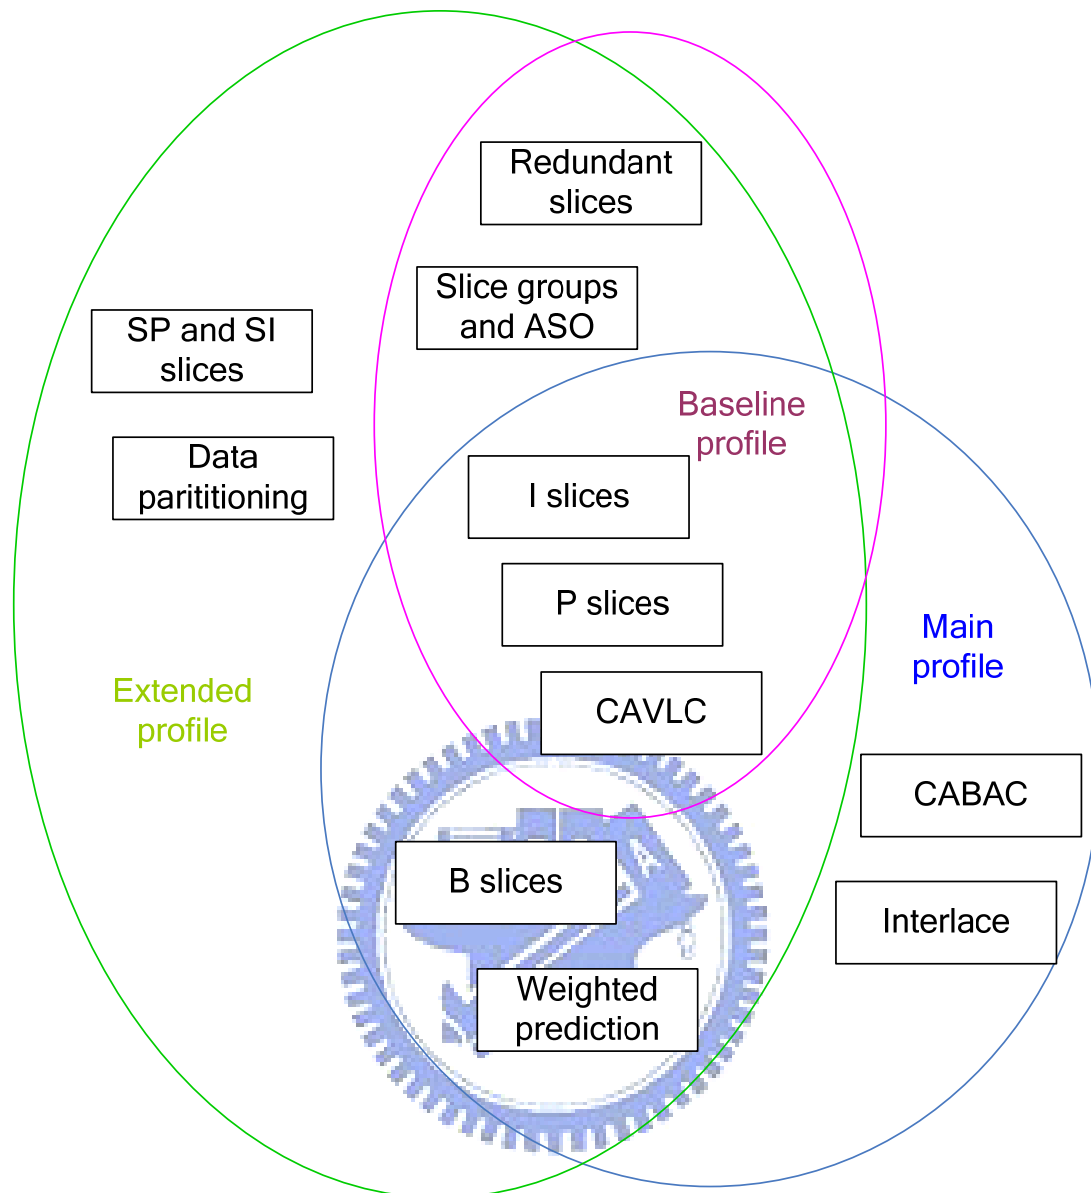 Redundant
slices
Slice groups
and ASO
SP and SI
slices
Baseline
profile
Data
parititioning
I slices
P slices
Main
profile
Extended
profile
CAVLC
CABAC
B slices
Interlace
Weighted
prediction